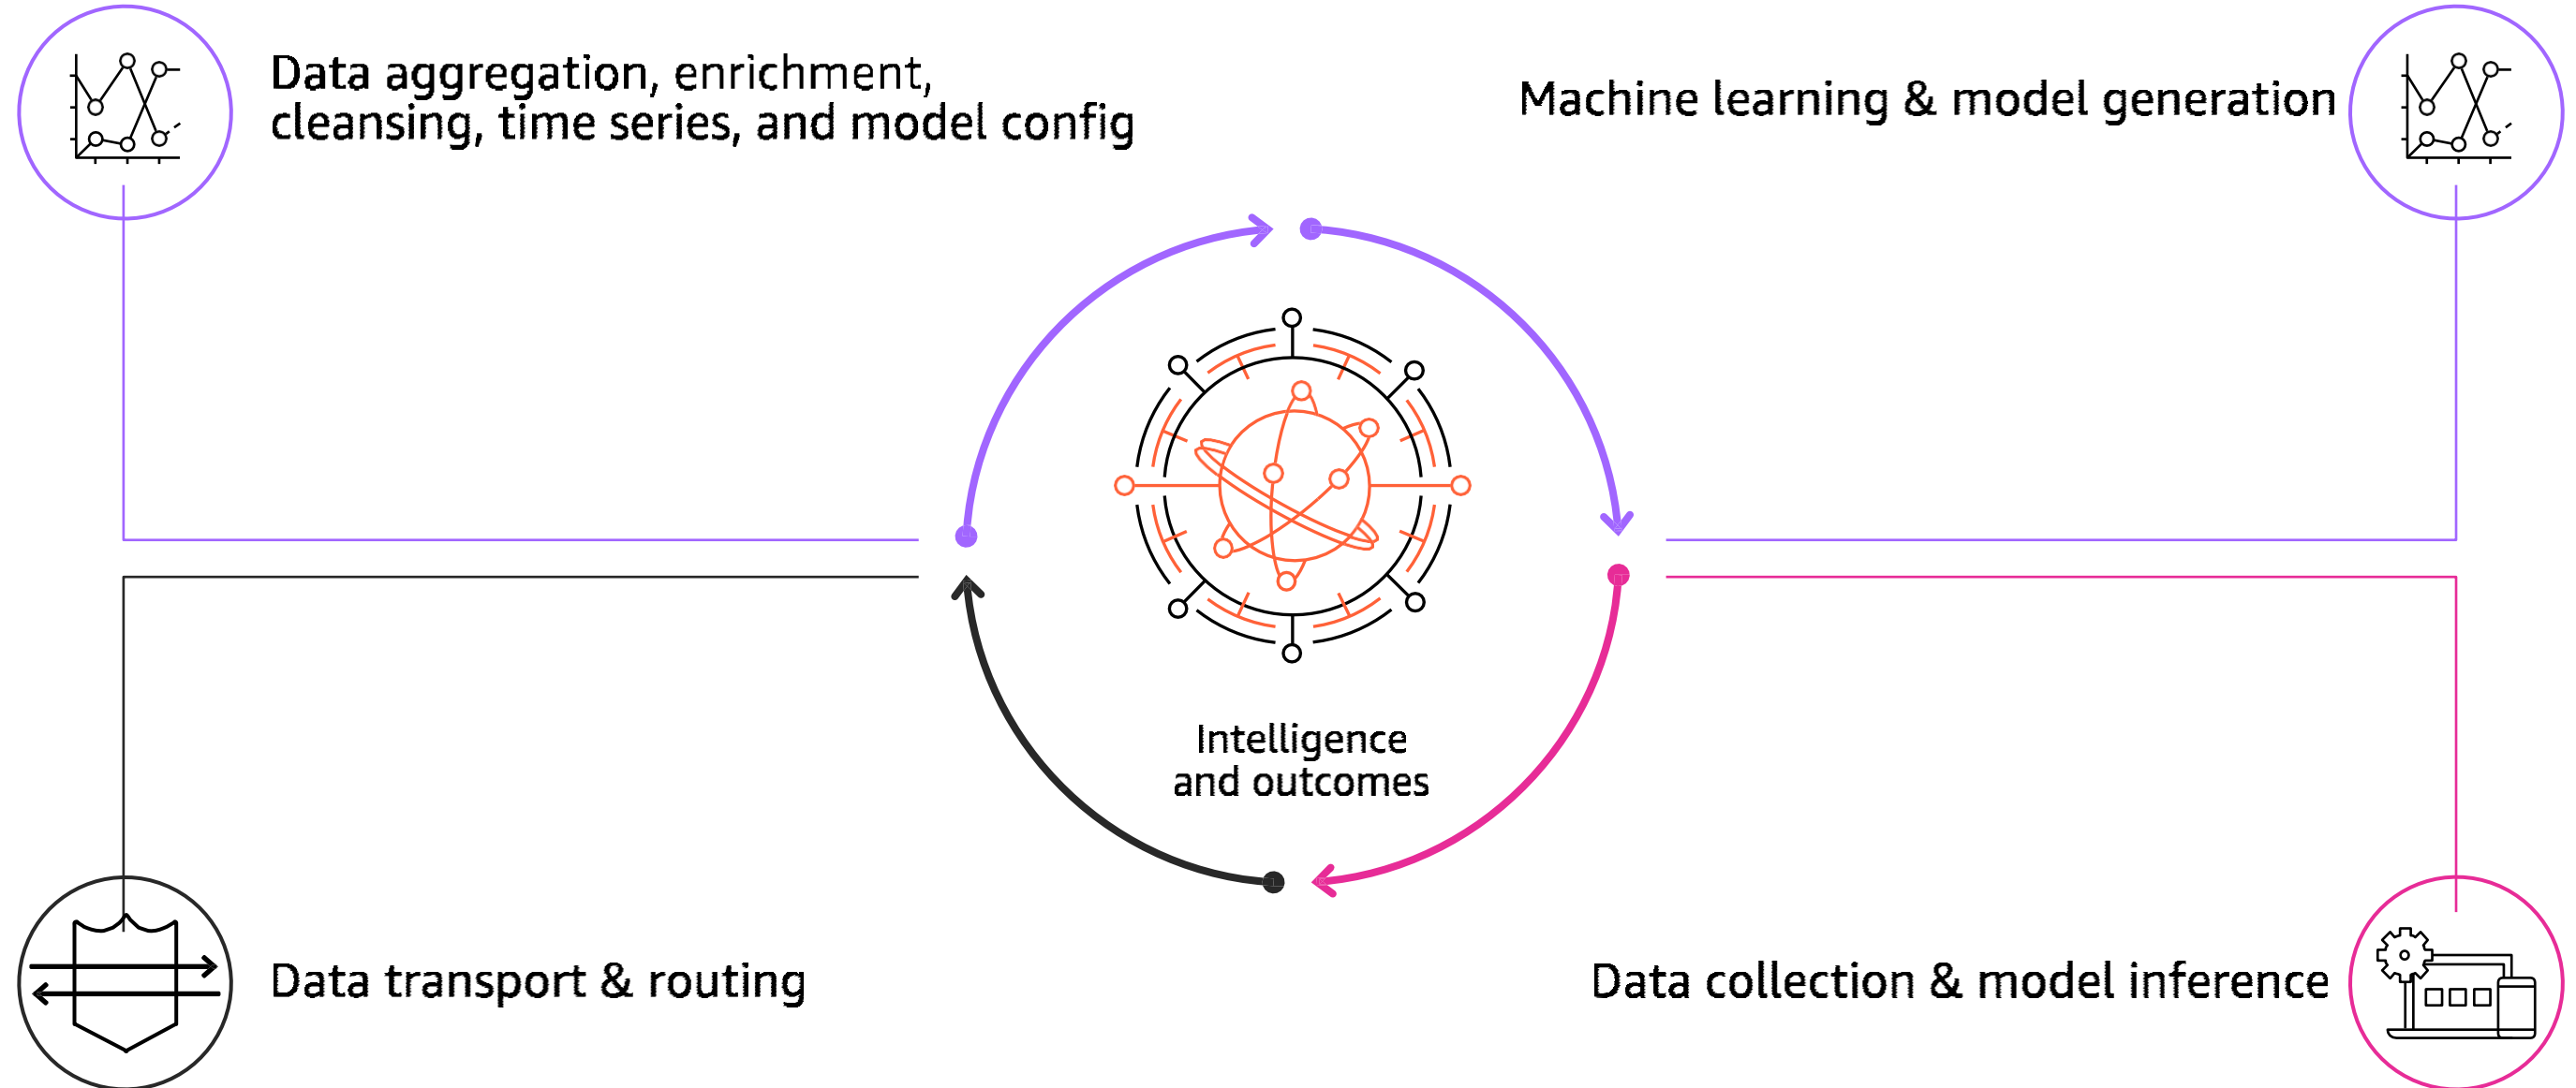 Data aggregation, enrichment,
cleansing, time series, and model config
Machine learning & model generation
Intelligence
and outcomes
Data transport & routing
Data collection & model inference